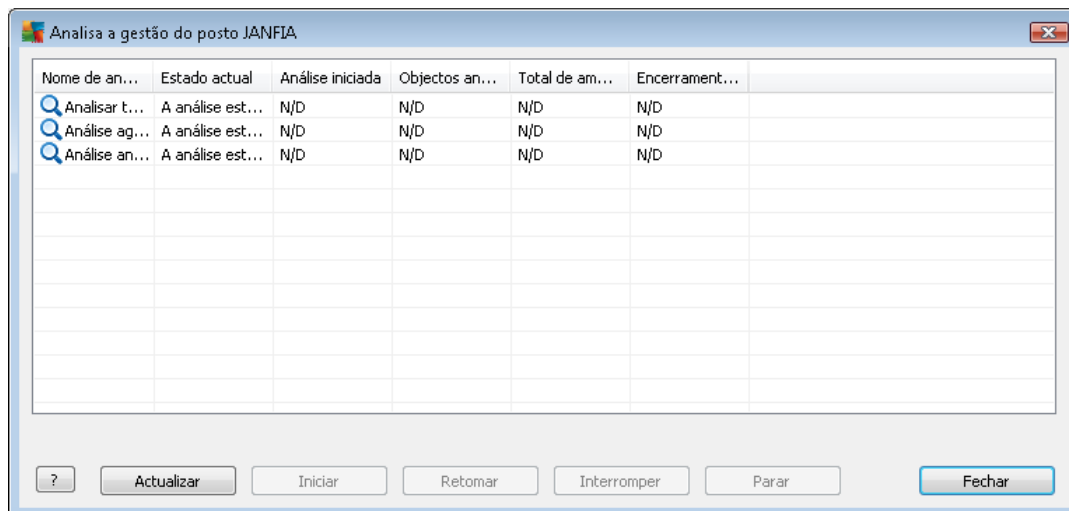 Analisa a gestão do posto JANFIA
Nome de an... Estado actual Análise iniciada Objectos an... Total de am... Encerrament...
Analisar t... A análise est... N/D N/D N/D N/D
Análise ag... A análise est... N/D N/D N/D N/D
Análise an... A análise est... N/D N/D N/D N/D
? Actualizar Iniciar Retomar Interromper Parar Fechar